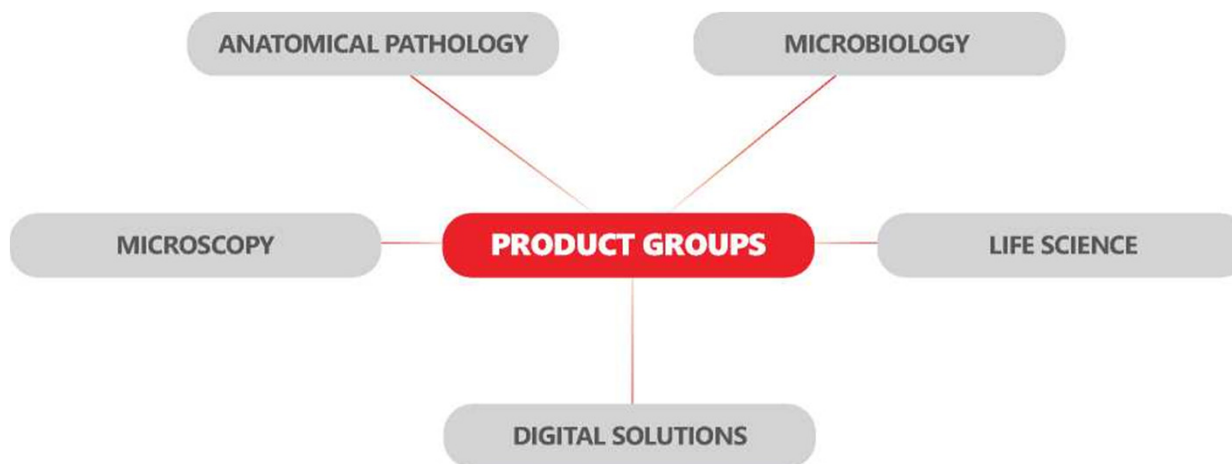 ANATOMICAL PATHOLOGY
MICROBIOLOGY
MICROSCOPY
PRODUCT GROUPS
LIFE SCIENCE
DIGITAL SOLUTIONS